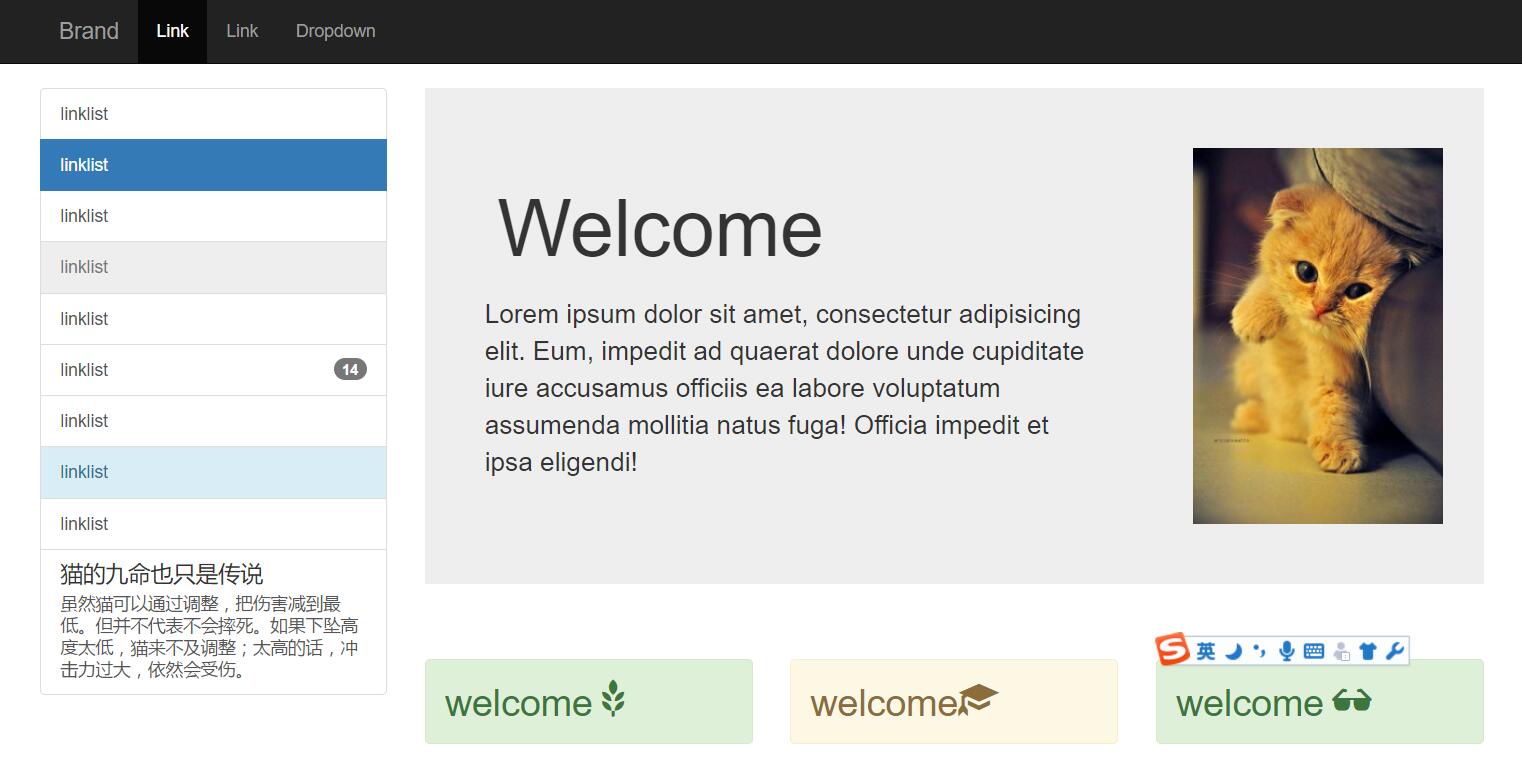 Brand
Link
Link
Dropdown
linklist
linklist
linklist
linklist
linklist
linklist 14
linklist
linklist
linklist
猫的九命也只是传说
虽然猫可以通过调整，把伤害减到最
低。但并不代表不会摔死。如果下坠高
度太低，猫来不及调整；太高的话，冲
击力过大，依然会受伤。
Welcome
Lorem ipsum dolor sit amet, consectetur adipisicing
elit. Eum, impedit ad quaerat dolore unde cupiditate
iure accusamus officiis ea labore voluptatum
assumenda mollitia natus fuga! Officia impedit et
ipsa eligendi!
S 英
welcome
welcome
welcome